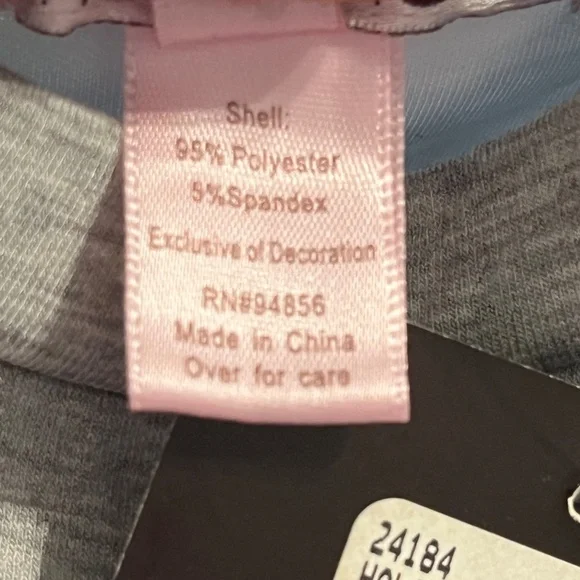 Shell:
95% Polyester
5%Spandex
Exclusive of Decoration
RN#94856
Made in China
Over for care
24184